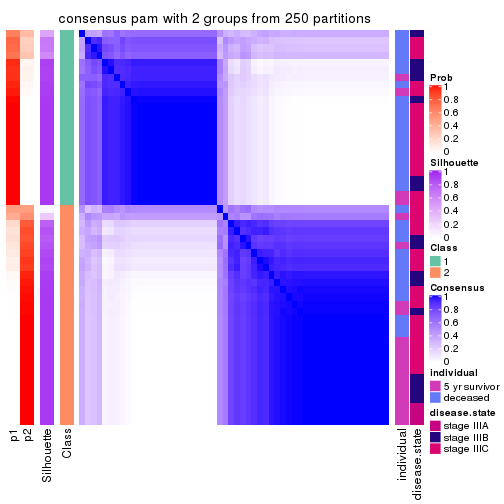 consensus pam with 2 groups from 250 partitions
Prob
1
0.8
0.6
0.4
0.2
0
Silhouette
1
0.8
0.6
0.4
0.2
0
Class
1
2
Consensus
1
0.8
0.6
0.4
0.2
0
individual
5 yr survivor
deceased
disease.state
stage IIIA
stage IIIB
stage IIIC
p1
p2
Silhouette
Class
individual
disease.state